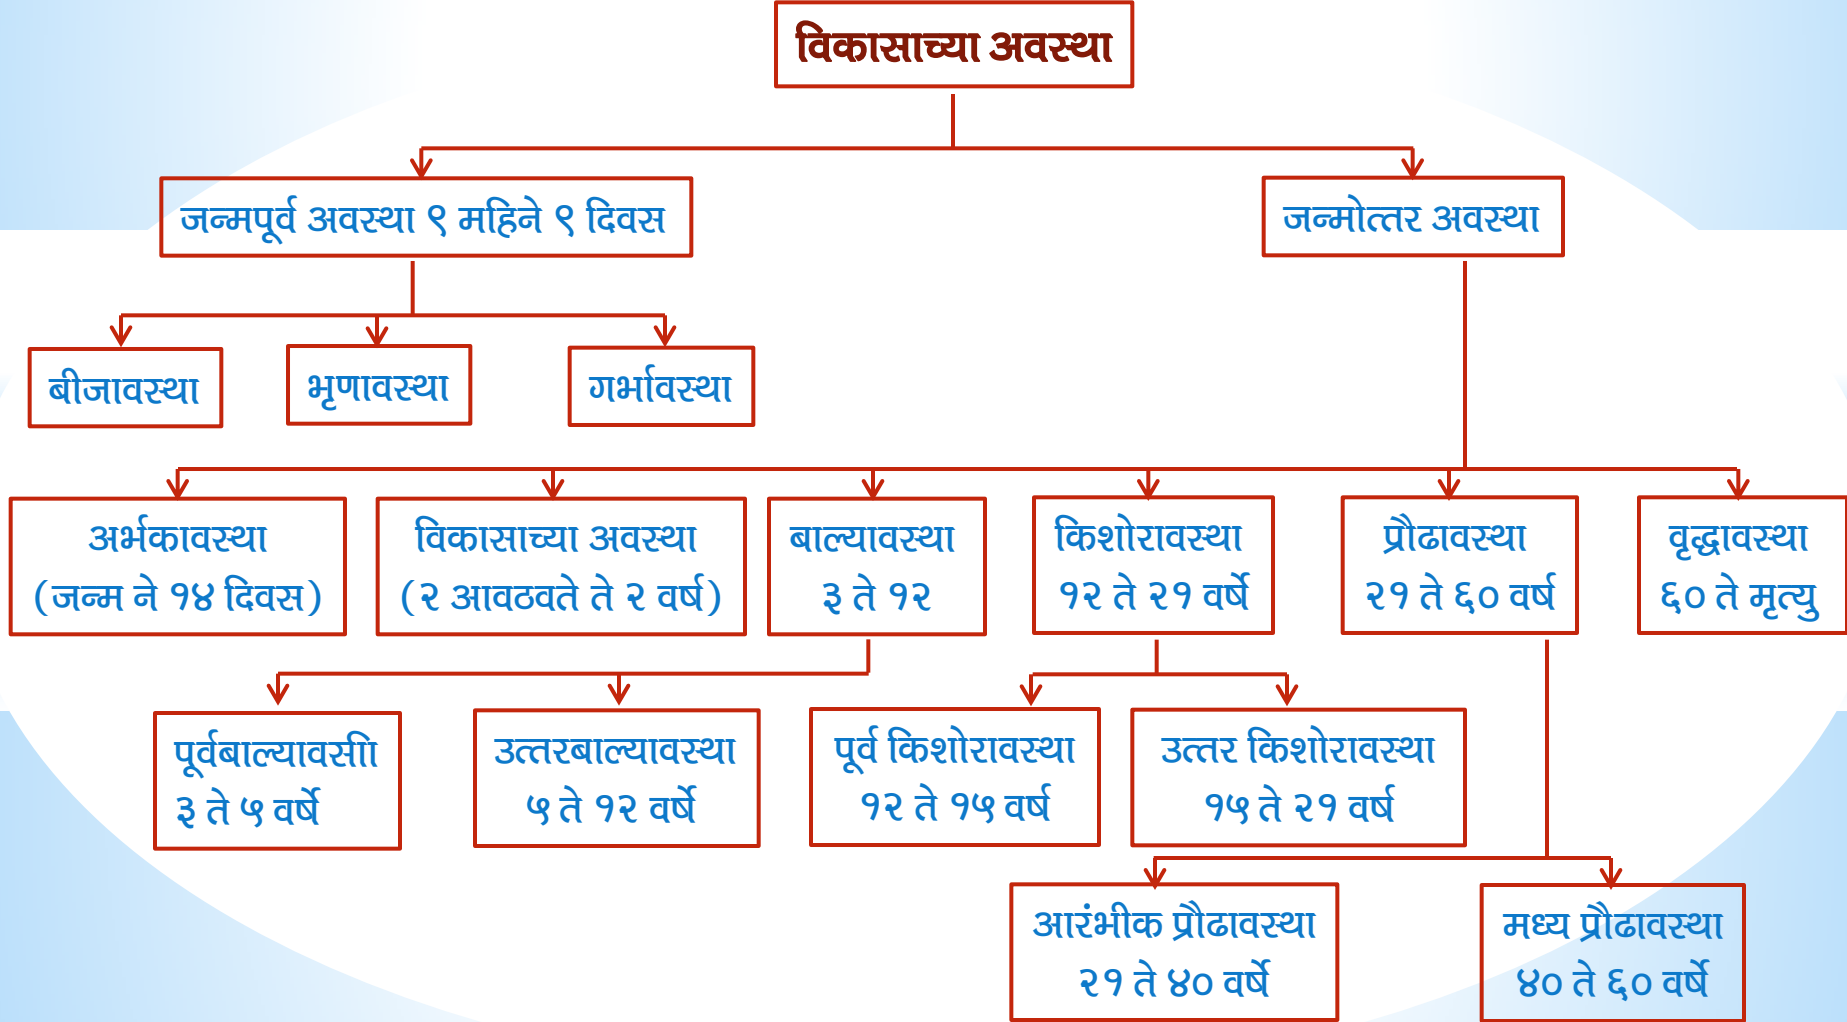 विकासाच्या अवस्था
जन्मपूर्व अवस्था ९ महिने ९ दिवस
जन्मोत्तर अवस्था
बीजावस्था
भृणावस्था
गर्भावस्था
अर्भकावस्था
(जन्म ने १४ दिवस)
विकासाच्या अवस्था
(२ आवठवते ते २ वर्ष)
बाल्यावस्था
३ ते १२
किशोरावस्था
१२ ते २१ वर्षे
प्रौढावस्था
२१ ते ६० वर्ष
वृद्धावस्था
६० ते मृत्यु
पूर्वबाल्यावसीा
३ ते ५ वर्षे
उत्तरबाल्यावस्था
५ ते १२ वर्षे
पूर्व किशोरावस्था
१२ ते १५ वर्ष
उत्तर किशोरावस्था
१५ ते २१ वर्ष
आरंभीक प्रौढावस्था
२१ ते ४० वर्षे
मध्य प्रौढावस्था
४० ते ६० वर्षे